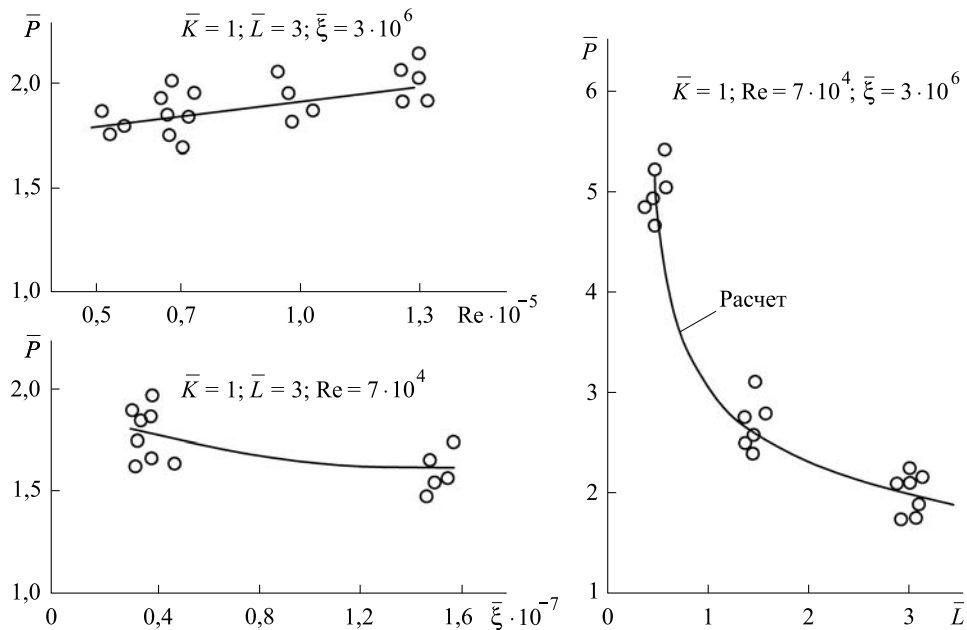 P̅
K̅ = 1; L̅ = 3; ξ̅ = 3·10⁶
2,0
1,5
1,0
0,5 0,7 1,0 1,3 Re·10⁻⁵
P̅
K̅ = 1; L̅ = 3; Re = 7·10⁴
2,0
1,5
1,0
0 0,4 0,8 1,2 1,6 ξ̅·10⁻⁷
P̅
6
K̅ = 1; Re = 7·10⁴; ξ̅ = 3·10⁶
5
4
Расчет
3
2
1
0 1 2 3 L̅